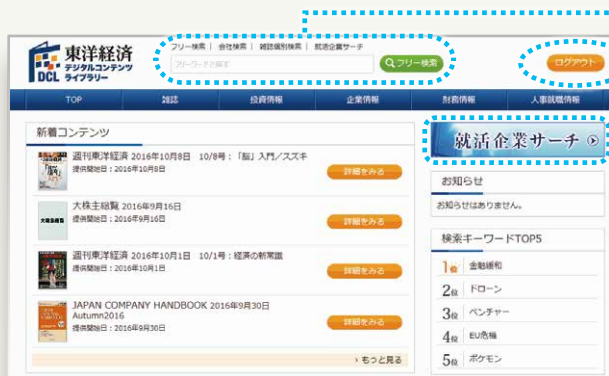 東洋経済
デジタルコンテンツ
ライブラリー
DCL
フリー検索 | 会社検索 | 雑誌個別検索 | 就活企業サーチ
フリーワードで探す
フリー検索
ログアウト
TOP 雑誌 投資情報 企業情報 財務情報 人事就職情報
新着コンテンツ
週刊東洋経済 2016年10月8日 10/8号:「脳」入門/スズキ
提供開始日:2016年10月8日
詳細をみる
大株主総覧 2016年9月16日
提供開始日:2016年9月16日
大株主総覧
詳細をみる
週刊東洋経済 2016年10月1日 10/1号:経済の新常識
提供開始日:2016年10月1日
詳細をみる
JAPAN COMPANY HANDBOOK 2016年9月30日
Autumn2016
提供開始日:2016年9月30日
詳細をみる
› もっと見る
就活企業サーチ
お知らせ
お知らせはありません。
検索キーワードTOP5
1位 金融緩和
2位 ドローン
3位 ベンチャー
4位 EU危機
5位 ポケモン